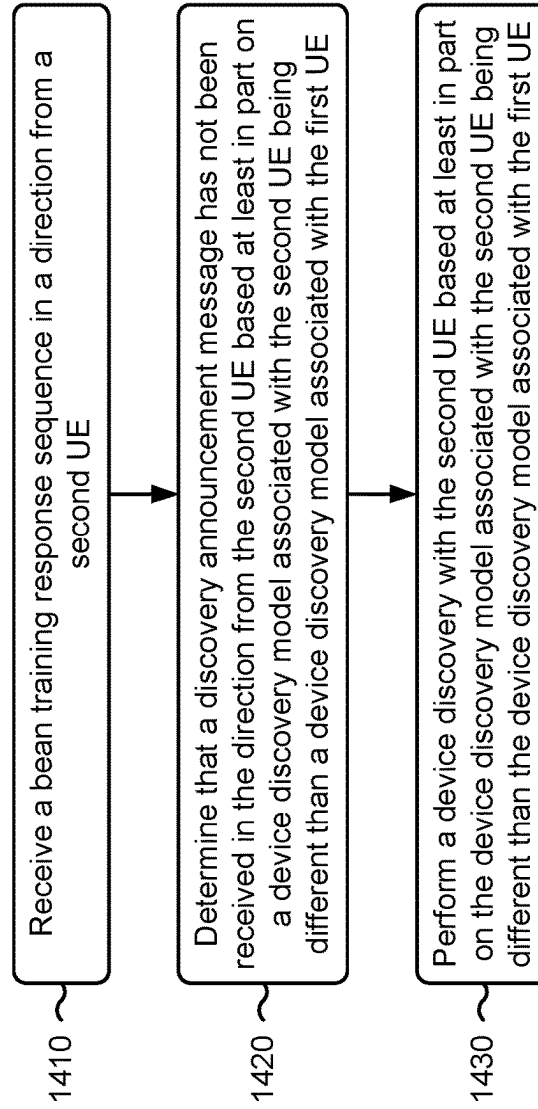 1410
Receive a bean training response sequence in a direction from a
second UE
1420
Determine that a discovery announcement message has not been
received in the direction from the second UE based at least in part on
a device discovery model associated with the second UE being
different than a device discovery model associated with the first UE
1430
Perform a device discovery with the second UE based at least in part
on the device discovery model associated with the second UE being
different than the device discovery model associated with the first UE